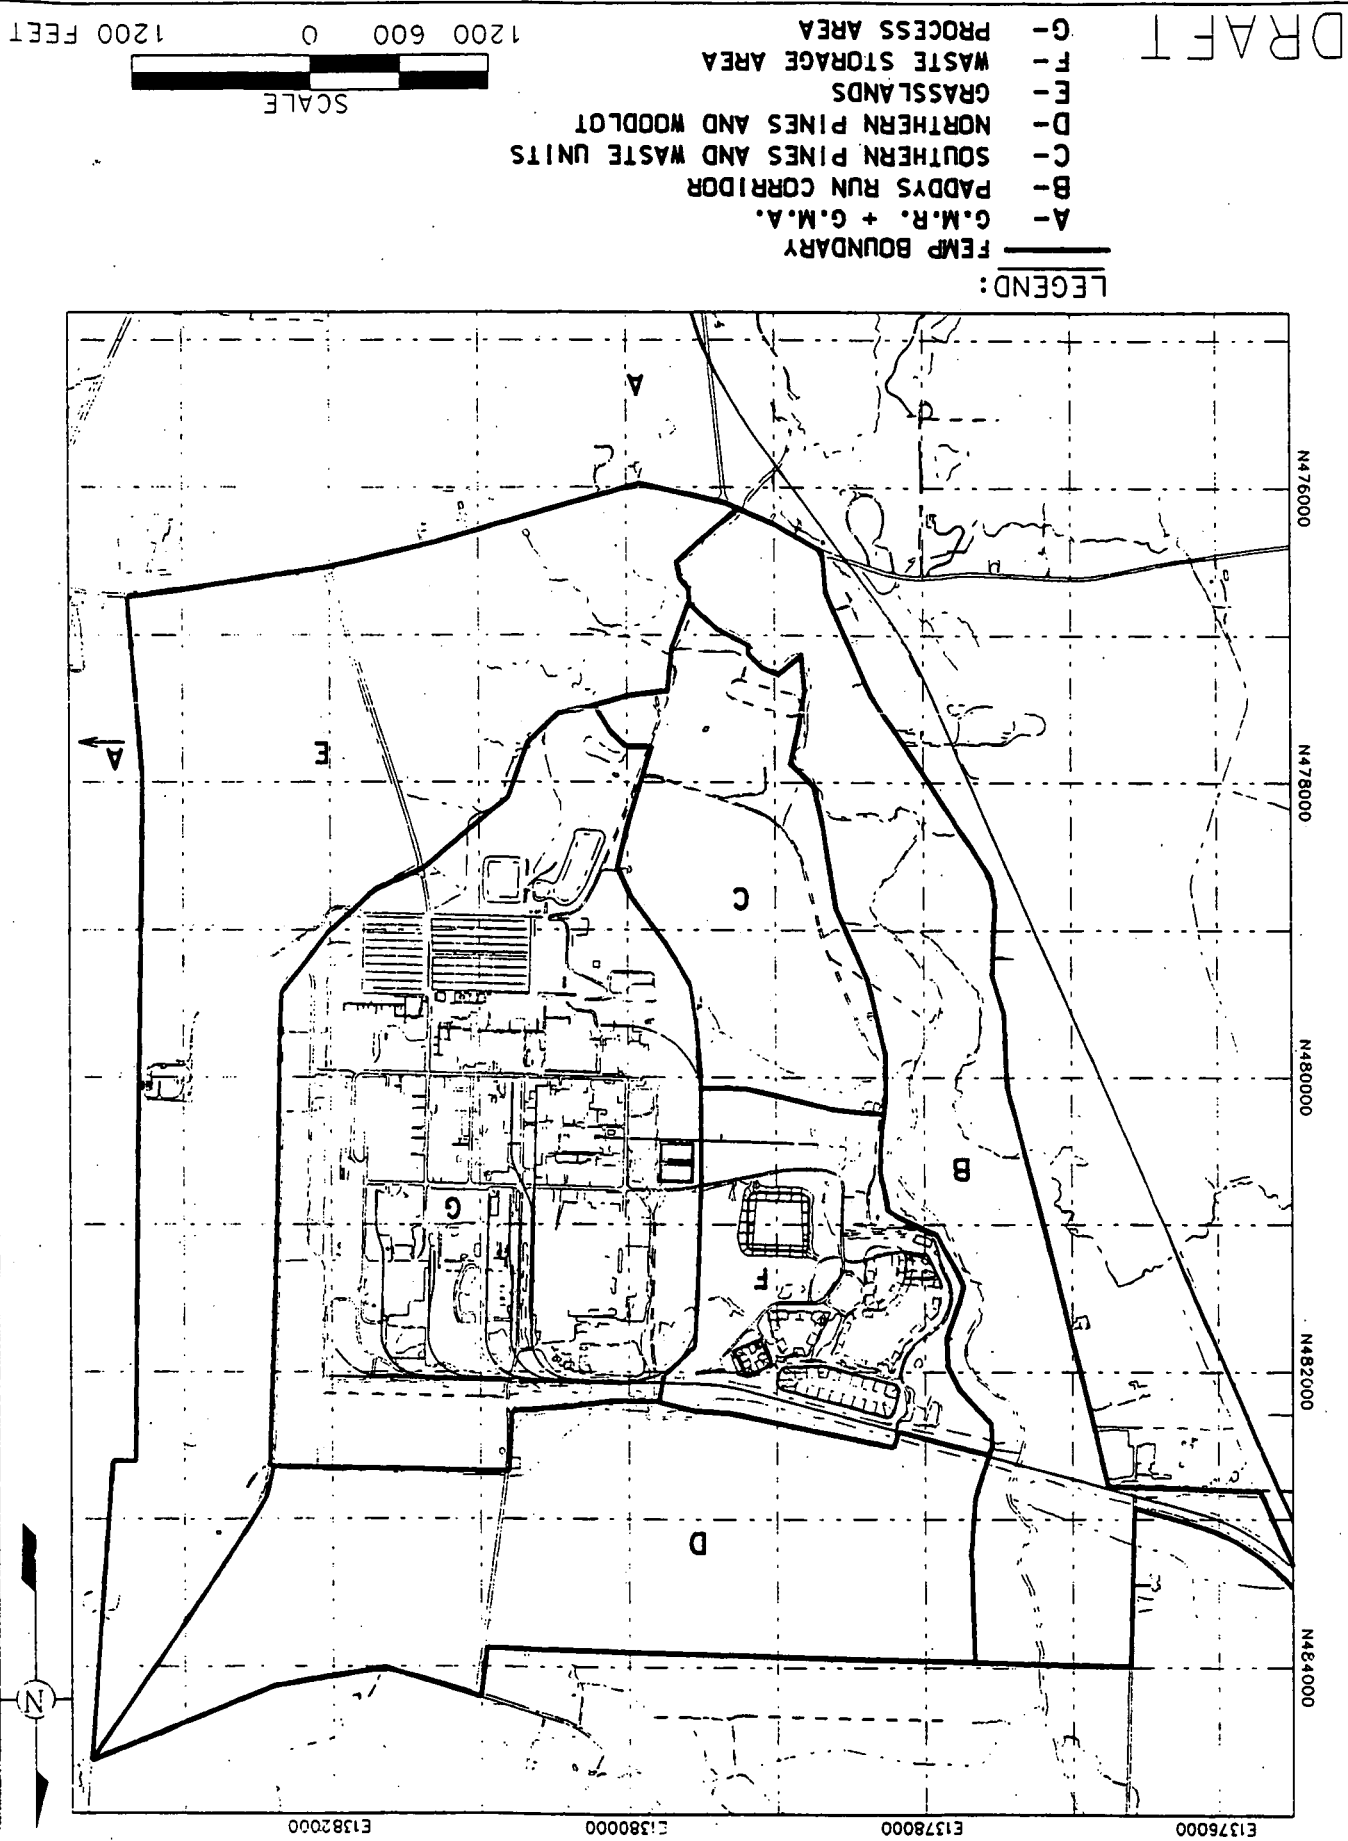 E1376000 E1378000 E1380000 E1382000
N
N484000
D
N482000
F
G
B
N480000
C
E
A
N478000
N476000
A
LEGEND:
FEMP BOUNDARY
A- G.M.R. + G.M.A.
B- PADDYS RUN CORRIDOR
C- SOUTHERN PINES AND WASTE UNITS
D- NORTHERN PINES AND WOODLOT
E- GRASSLANDS
F- WASTE STORAGE AREA
G- PROCESS AREA
SCALE
1200 600 0 1200 FEET
DRAFT